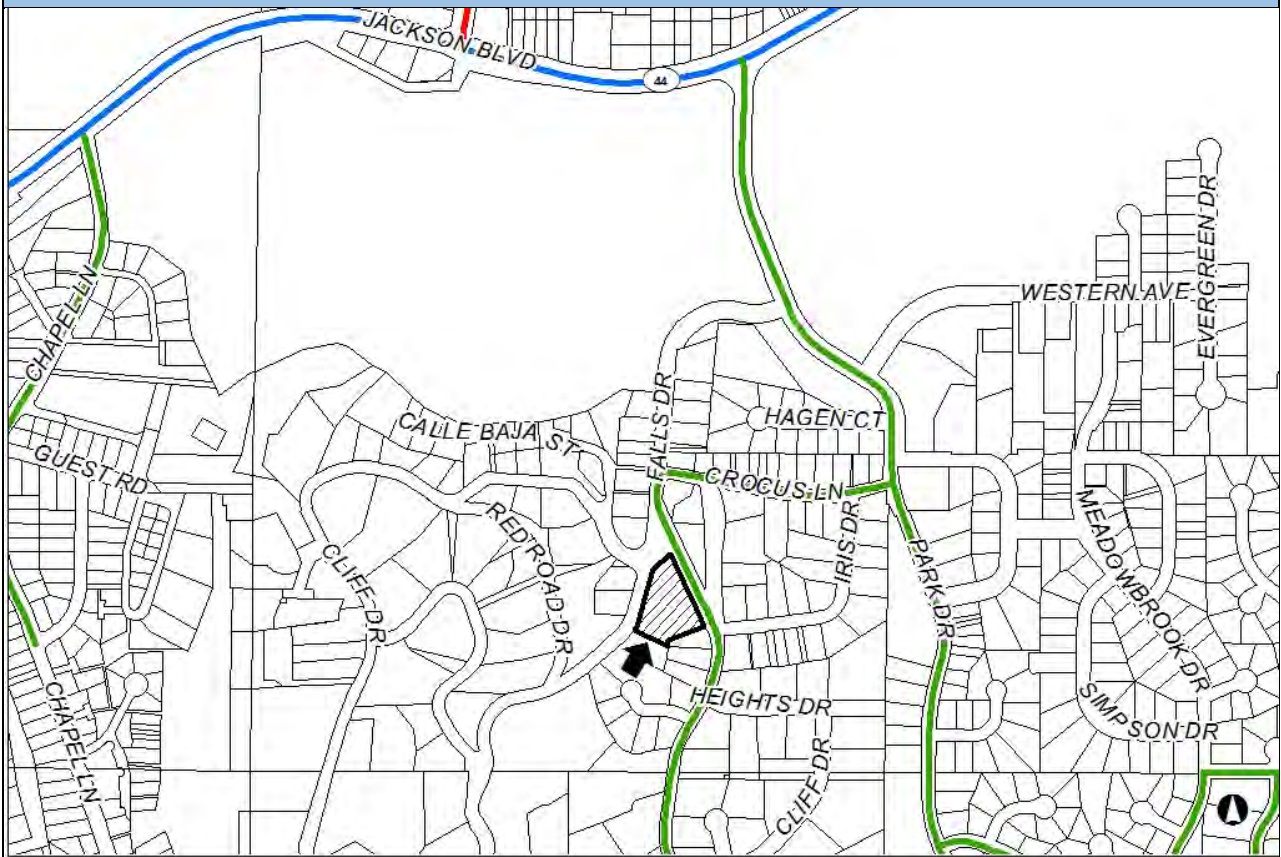 JACKSON BLVD
44
CHAPEL LN
WESTERN AVE
EVERGREEN DR
FALLS DR
HAGEN CT
CALLE BAJA ST
GUEST RD
CROCUS LN
RED ROAD DR
CLIFF DR
IRIS DR
PARK DR
MEADOWBROOK DR
CHAPEL LN
HEIGHTS DR
SIMPSON DR
CLIFF DR